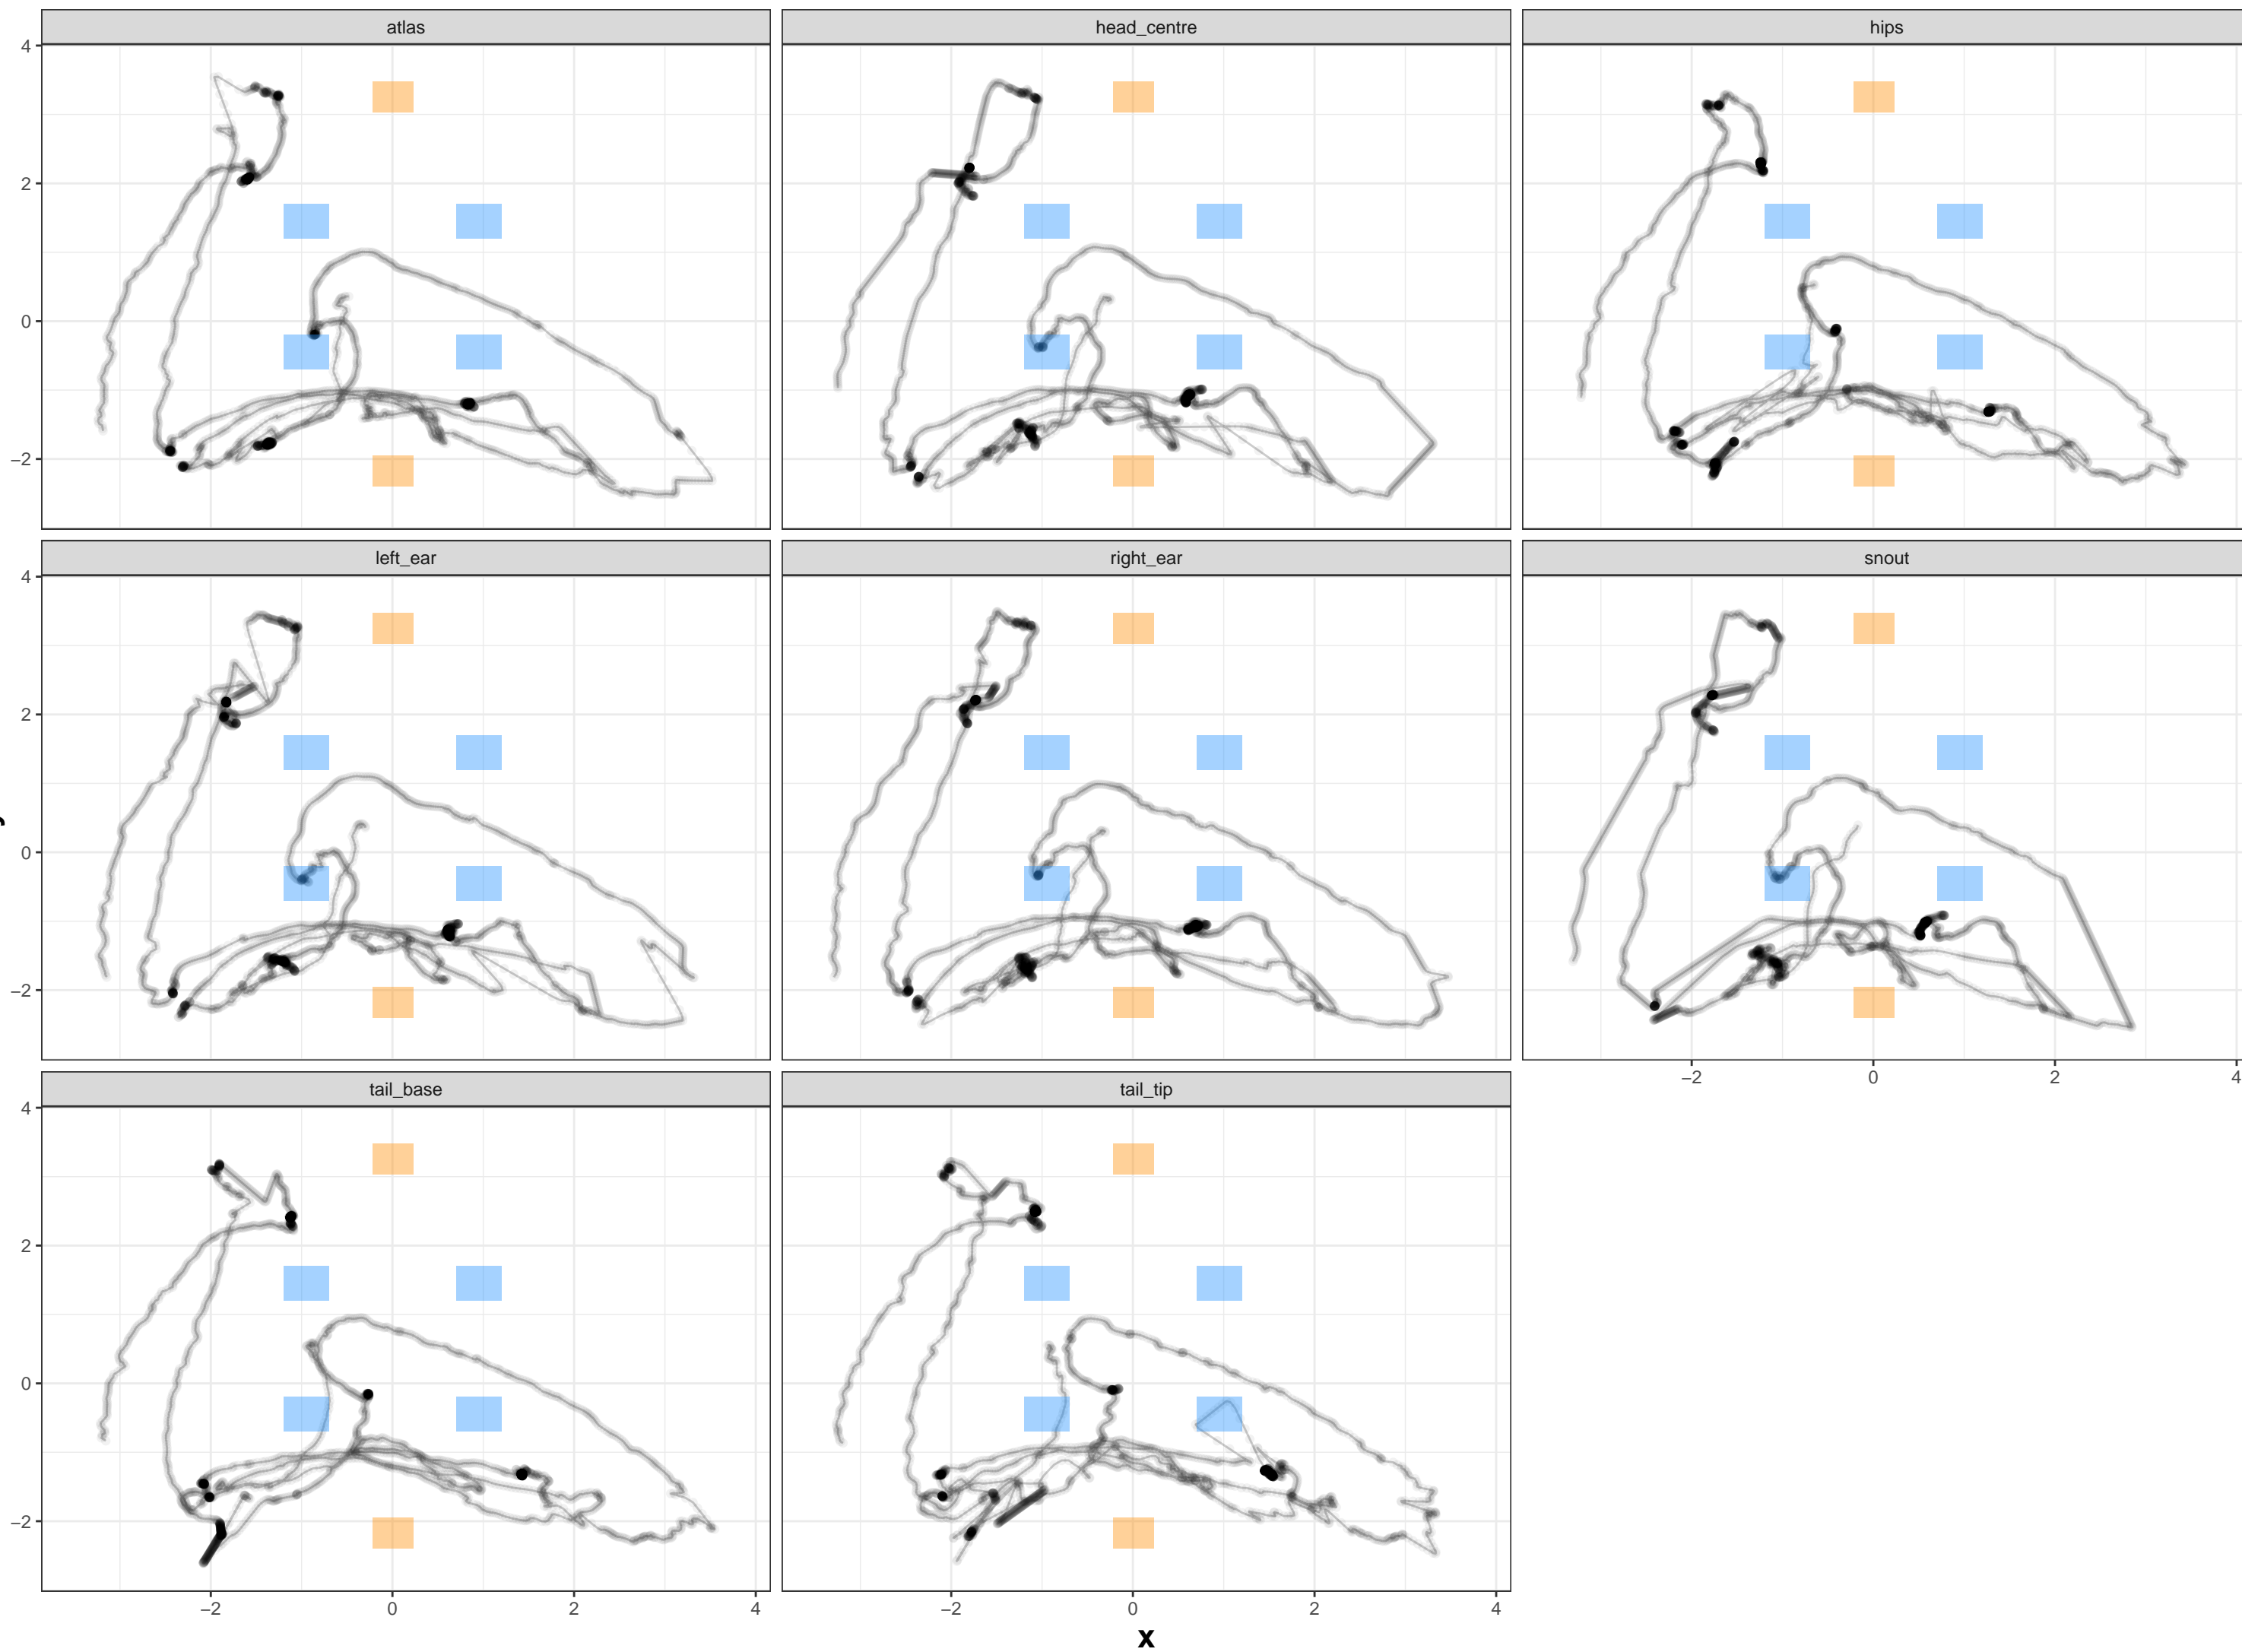 atlas head_centre hips
4
2
0
−2
left_ear right_ear snout
4
2
0
−2
−2 0 2 4
tail_base tail_tip
4
2
0
−2
−2 0 2 4 −2 0 2 4
x